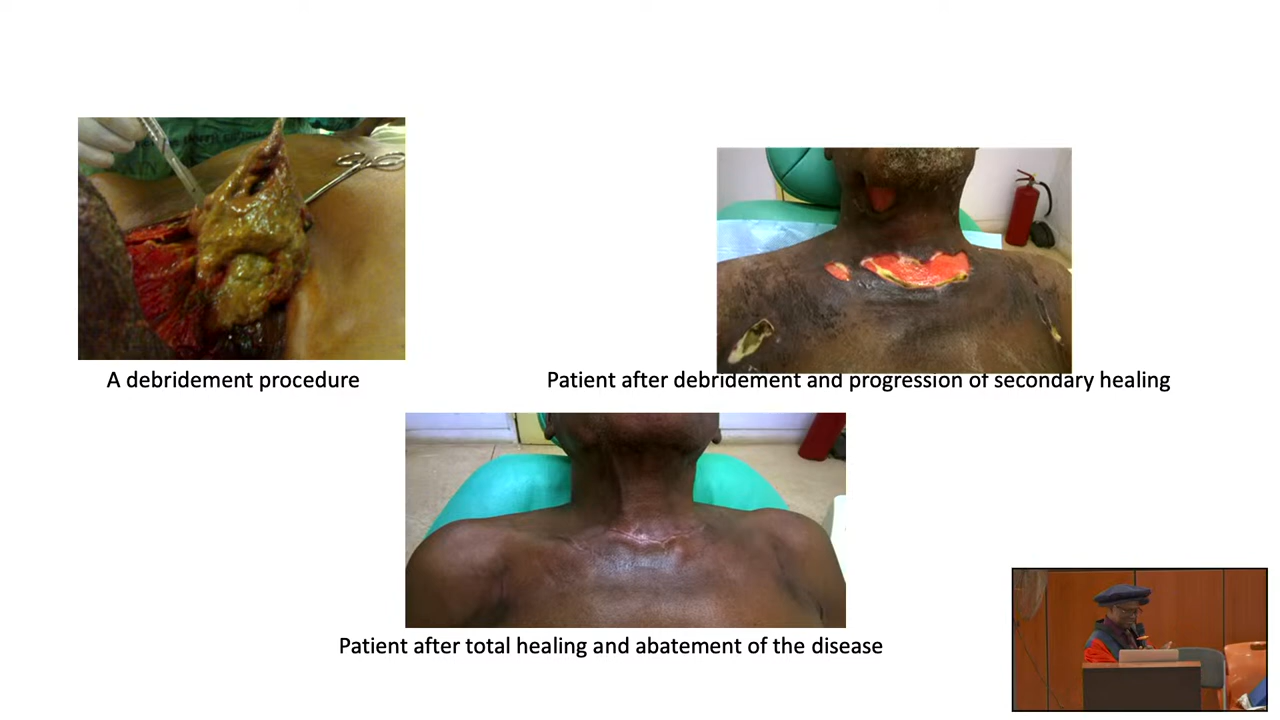 A debridement procedure
Patient after debridement and progression of secondary healing
Patient after total healing and abatement of the disease